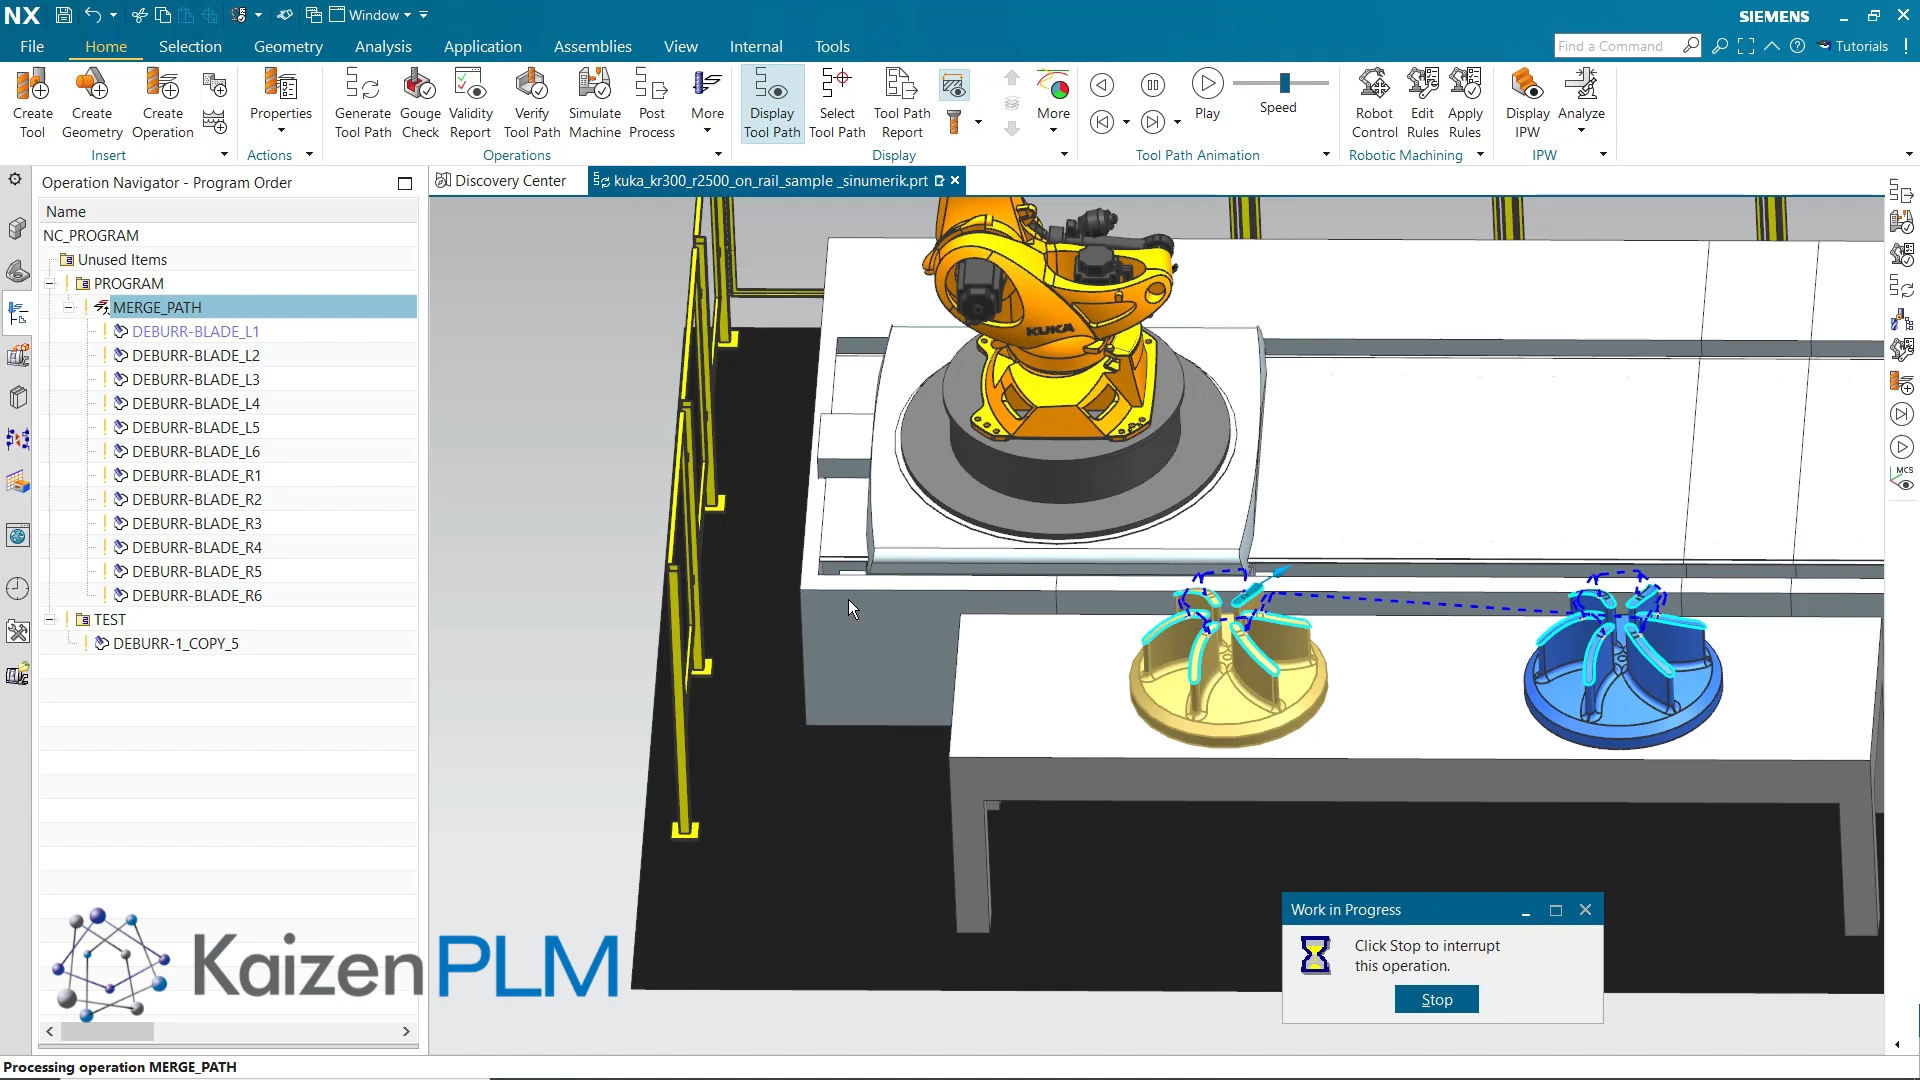 NX
Window
SIEMENS
File
Home
Selection
Geometry
Analysis
Application
Assemblies
View
Internal
Tools
Find a Command
Tutorials
Create Tool
Create Geometry
Create Operation
Properties
Generate Tool Path
Gouge Check
Validity Report
Verify Tool Path
Simulate Machine
Post Process
More
Display Tool Path
Select Tool Path
Tool Path Report
More
Play
Speed
Robot Control
Edit Rules
Apply Rules
Display IPW
Analyze
Insert
Actions
Operations
Display
Tool Path Animation
Robotic Machining
IPW
Operation Navigator - Program Order
Discovery Center
kuka_kr300_r2500_on_rail_sample _sinumerik.prt
Name
NC_PROGRAM
Unused Items
PROGRAM
MERGE_PATH
DEBURR-BLADE_L1
DEBURR-BLADE_L2
DEBURR-BLADE_L3
DEBURR-BLADE_L4
DEBURR-BLADE_L5
DEBURR-BLADE_L6
DEBURR-BLADE_R1
DEBURR-BLADE_R2
DEBURR-BLADE_R3
DEBURR-BLADE_R4
DEBURR-BLADE_R5
DEBURR-BLADE_R6
TEST
DEBURR-1_COPY_5
KUKA
MCS
Work in Progress
Click Stop to interrupt
this operation.
Stop
KaizenPLM
Processing operation MERGE_PATH